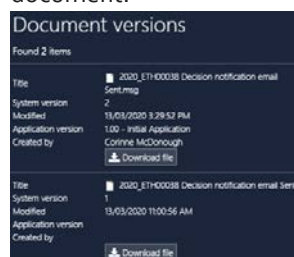 document.
Document versions
Found 2 items
Title 2020_ETH00038 Decision notification email
Sent.msg
System version 2
Modified 13/03/2020 3:29:52 PM
Application version 1.00 - Initial Application
Created by Corinne McDonough
Download file
Title 2020_ETH00038 Decision notification email Sent
System version 1
Modified 13/03/2020 11:00:56 AM
Application version
Created by
Download file